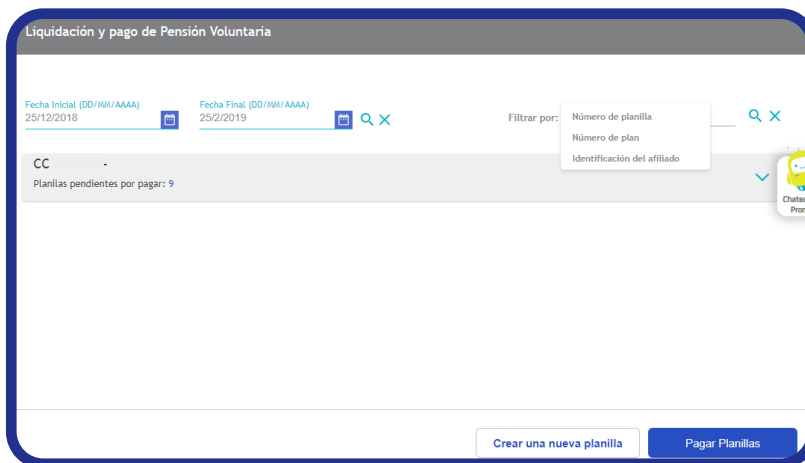 Liquidación y pago de Pensión Voluntaria
Fecha Inicial (DD/MM/AAAA)
25/12/2018
Fecha Final (DD/MM/AAAA)
25/2/2019
Filtrar por:
Número de planilla
Número de plan
Identificación del afiliado
CC -
Planilas pendientes por pagar: 9
Crear una nueva planilla
Pagar Planillas